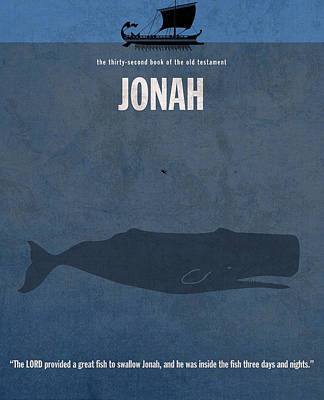 the thirty-second book of the old testament
JONAH
“The LORD provided a great fish to swallow Jonah, and he was inside the fish three days and nights.”